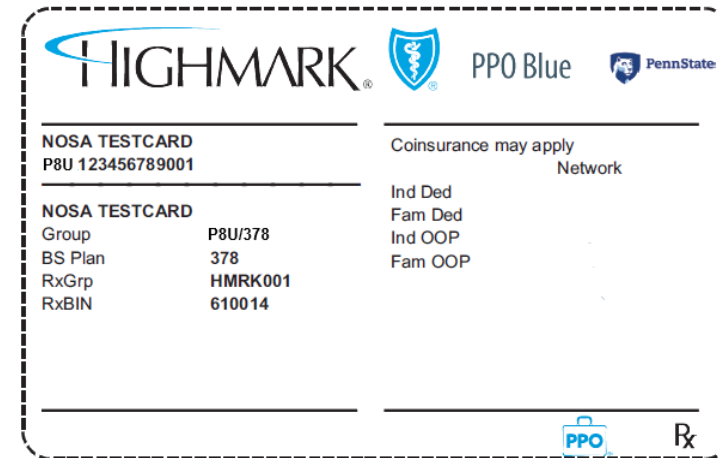 HIGHMARK® PPO Blue PennState
NOSA TESTCARD
P8U 123456789001
NOSA TESTCARD
Group P8U/378
BS Plan 378
RxGrp HMRK001
RxBIN 610014
Coinsurance may apply
Network
Ind Ded
Fam Ded
Ind OOP
Fam OOP
PPO Rx